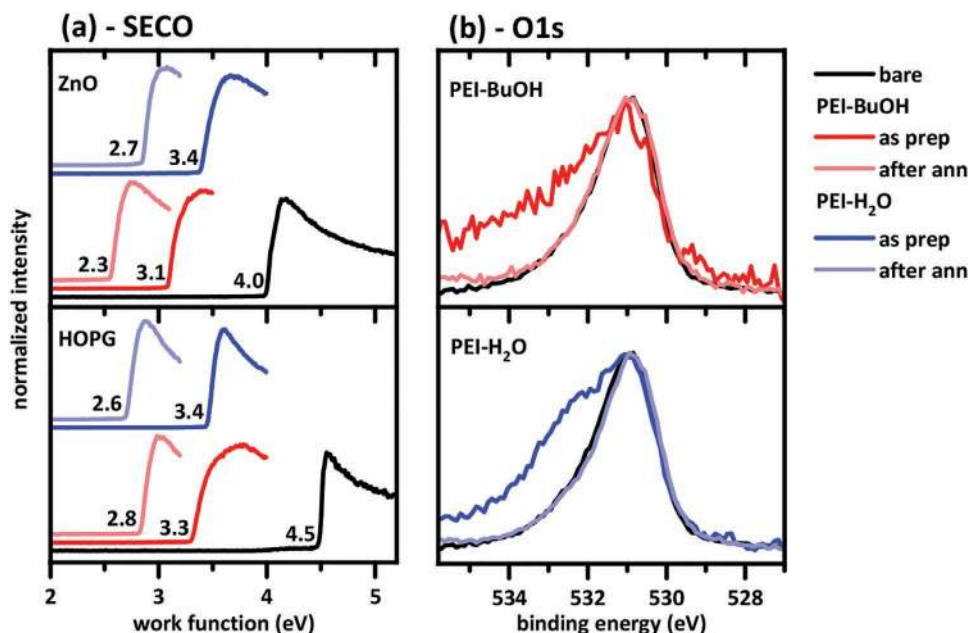 (a) - SECO
(b) - O1s
ZnO
2.7
3.4
2.3
3.1
4.0
HOPG
2.6
3.4
2.8
3.3
4.5
normalized intensity
2 3 4 5
work function (eV)
PEI-BuOH
PEI-H₂O
534 532 530 528
binding energy (eV)
bare
PEI-BuOH
as prep
after ann
PEI-H₂O
as prep
after ann